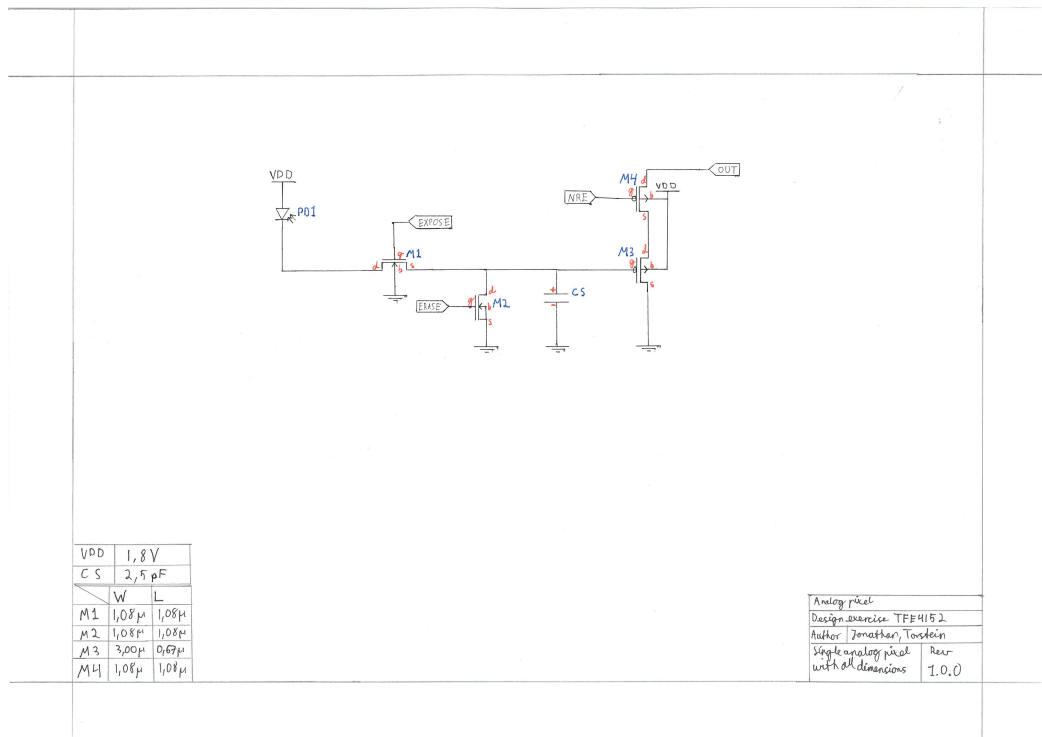 VDD
PD1
EXPOSE
g M1
d b s
ERASE
g d
b M2
s
+ CS
-
OUT
M4 d VDD
NRE g b
s
M3 d
g b
s
VDD 1,8V
CS 2,5pF
W L
M1 1,08µ 1,08µ
M2 1,08µ 1,08µ
M3 3,00µ 0,67µ
M4 1,08µ 1,08µ
Analog pixel
Design exercise TFE4152
Author Jonathan, Torstein
Single analog pixel Rev
with all dimensions 1.0.0